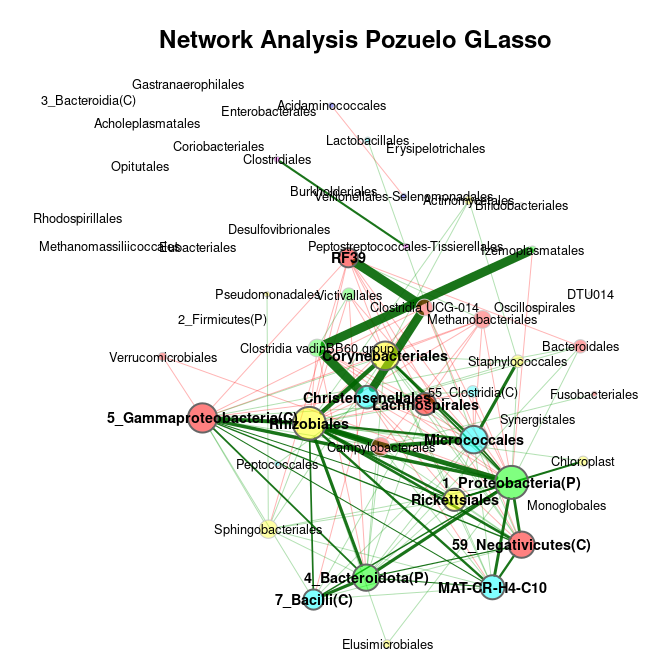 Network Analysis Pozuelo GLasso
Gastranaerophilales
3_Bacteroidia(C)
Acidaminococcales
Enterobacterales
Acholeplasmatales
Lactobacillales
Coriobacteriales
Erysipelotrichales
Clostridiales
Opitutales
Burkholderiales
Veillonellales-Selenomonadales
Actinomycetales
Bifidobacteriales
Rhodospirillales
Desulfovibrionales
Methanomassiliicoccales
Eubacteriales
Peptostreptococcales-Tissierellales
Izemoplasmatales
RF39
Pseudomonadales
Victivallales
DTU014
Clostridia UCG-014
Oscillospirales
2_Firmicutes(P)
Methanobacteriales
Clostridia vadinBB60 group
Bacteroidales
Verrucomicrobiales
Corynebacteriales
Staphylococcales
55_Clostridia(C)
Fusobacteriales
Christensenellales
Lachnospirales
5_Gammaproteobacteria(C)
Rhizobiales
Synergistales
Micrococcales
Campylobacterales
Peptococcales
Chloroplast
1_Proteobacteria(P)
Rickettsiales
Monoglobales
Sphingobacteriales
59_Negativicutes(C)
4_Bacteroidota(P)
MAT-CR-H4-C10
7_Bacilli(C)
Elusimicrobiales